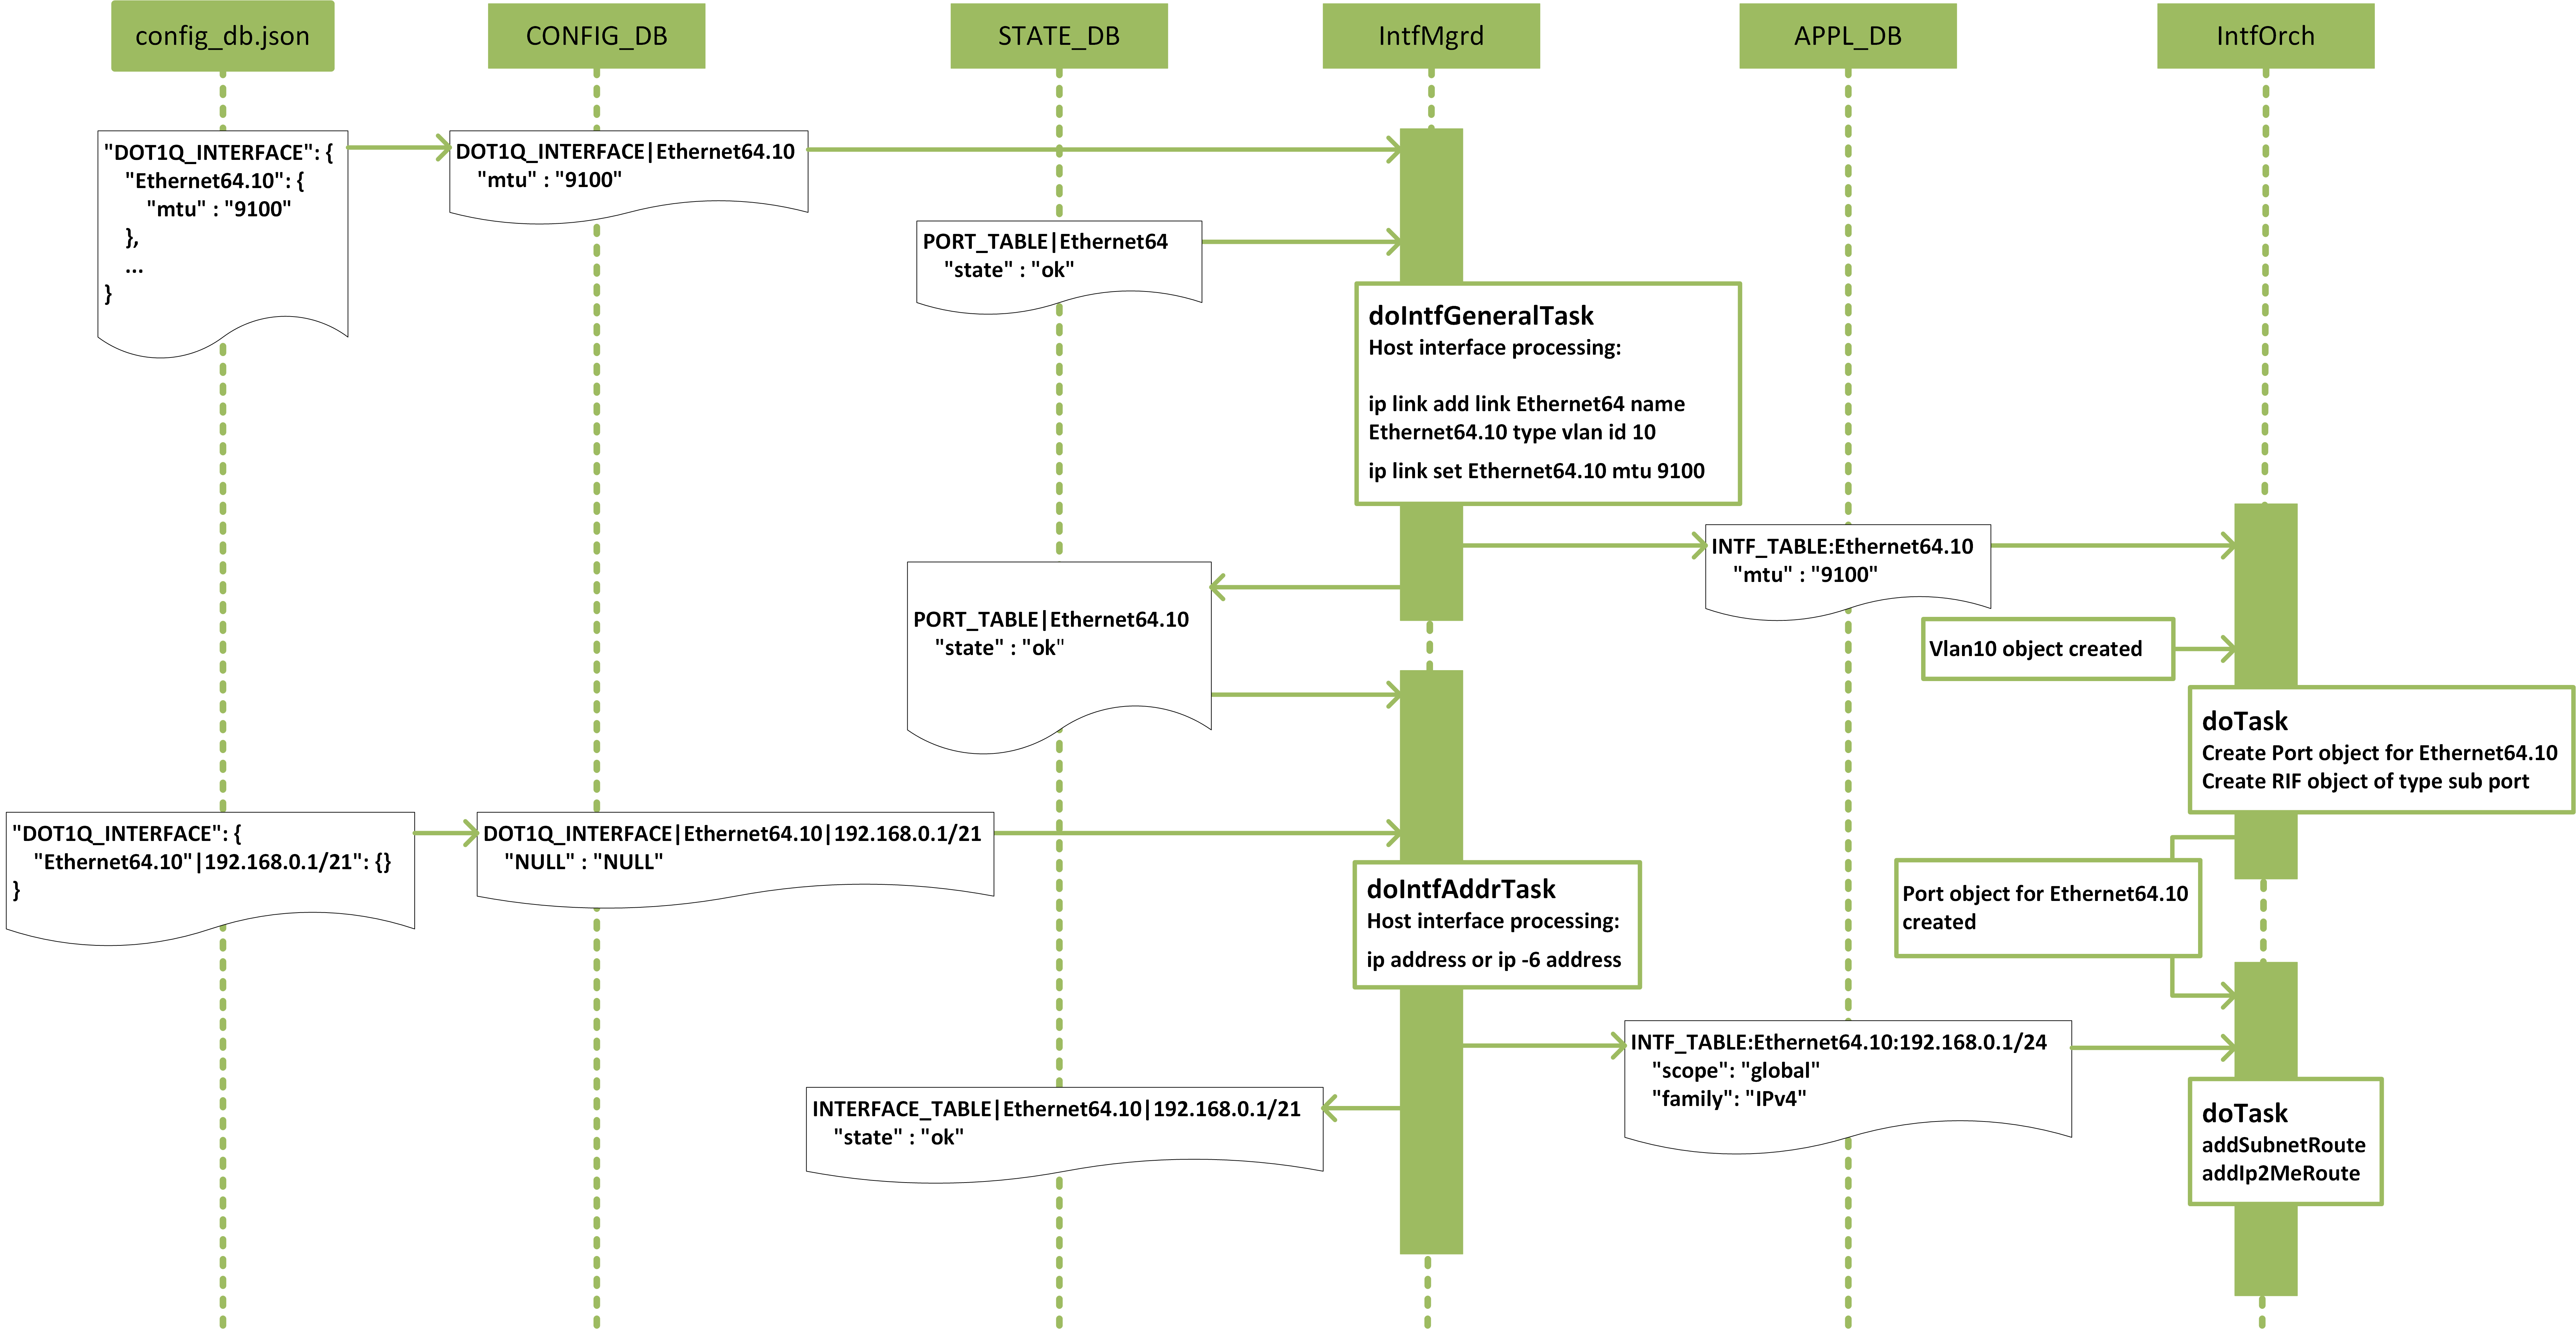 config_db.json
CONFIG_DB
STATE_DB
IntfMgrd
APPL_DB
IntfOrch
"DOT1Q_INTERFACE": {
"Ethernet64.10": {
"mtu" : "9100"
},
...
}
DOT1Q_INTERFACE|Ethernet64.10
"mtu" : "9100"
PORT_TABLE|Ethernet64
"state" : "ok"
doIntfGeneralTask
Host interface processing:
ip link add link Ethernet64 name
Ethernet64.10 type vlan id 10
ip link set Ethernet64.10 mtu 9100
INTF_TABLE:Ethernet64.10
"mtu" : "9100"
PORT_TABLE|Ethernet64.10
"state" : "ok"
Vlan10 object created
doTask
Create Port object for Ethernet64.10
Create RIF object of type sub port
"DOT1Q_INTERFACE": {
"Ethernet64.10"|192.168.0.1/21": {}
}
DOT1Q_INTERFACE|Ethernet64.10|192.168.0.1/21
"NULL" : "NULL"
doIntfAddrTask
Host interface processing:
ip address or ip -6 address
Port object for Ethernet64.10
created
INTF_TABLE:Ethernet64.10:192.168.0.1/24
"scope": "global"
"family": "IPv4"
INTERFACE_TABLE|Ethernet64.10|192.168.0.1/21
"state" : "ok"
doTask
addSubnetRoute
addIp2MeRoute